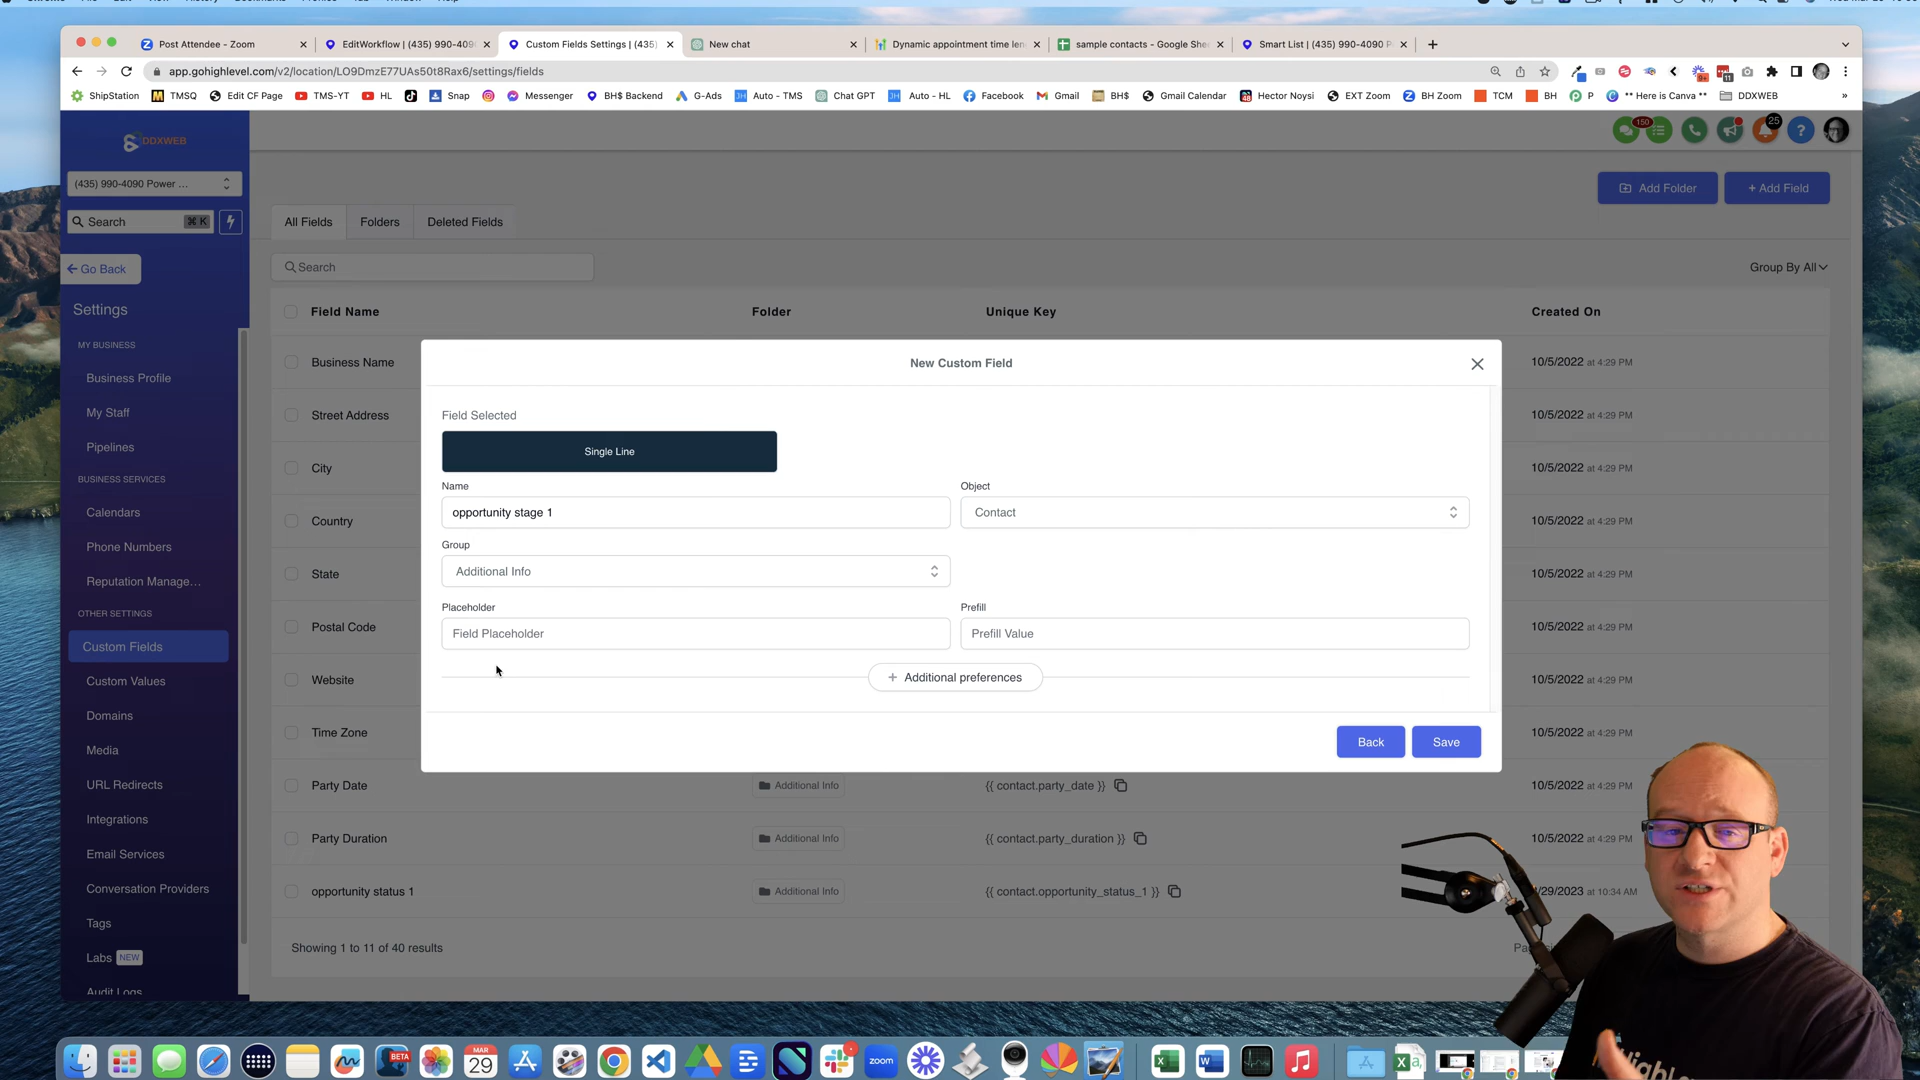 Post Attendee - Zoom
EditWorkflow | (435) 990-409
Custom Fields Settings | (435)
New chat
Dynamic appointment time len
sample contacts - Google She
Smart List | (435) 990-4090 P
app.gohighlevel.com/v2/location/LO9DmzE77UAs50t8Rax6/settings/fields
ShipStation
TMSQ
Edit CF Page
TMS-YT
HL
Snap
Messenger
BH$ Backend
G-Ads
Auto - TMS
Chat GPT
Auto - HL
Facebook
Gmail
BH$
Gmail Calendar
Hector Noysi
EXT Zoom
BH Zoom
TCM
BH
P
** Here is Canva **
DDXWEB
»
DDXWEB
150
25
(435) 990-4090 Power ...
Search
⌘ K
Add Folder
+ Add Field
All Fields
Folders
Deleted Fields
Go Back
Search
Group By All
Settings
Field Name
Folder
Unique Key
Created On
MY BUSINESS
Business Profile
My Staff
Pipelines
BUSINESS SERVICES
Calendars
Phone Numbers
Reputation Manage...
OTHER SETTINGS
Custom Fields
Custom Values
Domains
Media
URL Redirects
Integrations
Email Services
Conversation Providers
Tags
Labs NEW
Audit Logs
Business Name
10/5/2022 at 4:29 PM
Street Address
10/5/2022 at 4:29 PM
City
10/5/2022 at 4:29 PM
Country
10/5/2022 at 4:29 PM
State
10/5/2022 at 4:29 PM
Postal Code
10/5/2022 at 4:29 PM
Website
10/5/2022 at 4:29 PM
Time Zone
10/5/2022 at 4:29 PM
New Custom Field
Field Selected
Single Line
Name
Object
opportunity stage 1
Contact
Group
Additional Info
Placeholder
Prefill
Field Placeholder
Prefill Value
+ Additional preferences
Back
Save
Party Date
Additional Info
{{ contact.party_date }}
10/5/2022 at 4:29 PM
Party Duration
Additional Info
{{ contact.party_duration }}
10/5/2022 at 4:29 PM
opportunity status 1
Additional Info
{{ contact.opportunity_status_1 }}
/29/2023 at 10:34 AM
Showing 1 to 11 of 40 results
BETA
MAR
29
zoom